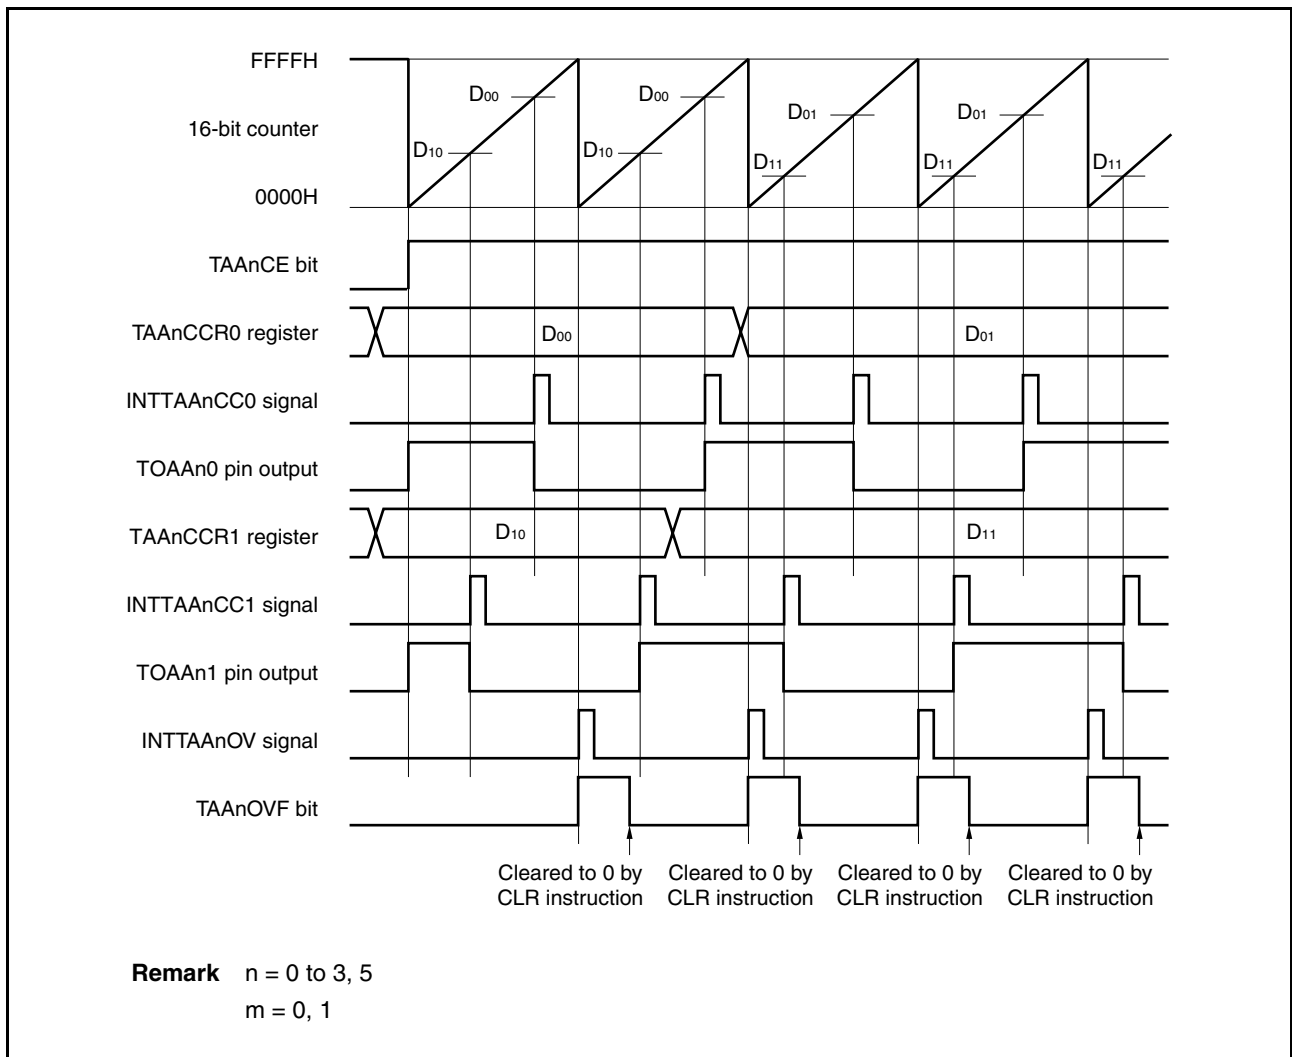 FFFFH
D00
D00
D01
D01
16-bit counter
D10
D10
D11
D11
D11
0000H
TAAnCE bit
TAAnCCR0 register
D00
D01
INTTAAnCC0 signal
TOAAn0 pin output
TAAnCCR1 register
D10
D11
INTTAAnCC1 signal
TOAAn1 pin output
INTTAAnOV signal
TAAnOVF bit
Cleared to 0 by
CLR instruction
Cleared to 0 by
CLR instruction
Cleared to 0 by
CLR instruction
Cleared to 0 by
CLR instruction
Remark n = 0 to 3, 5
m = 0, 1